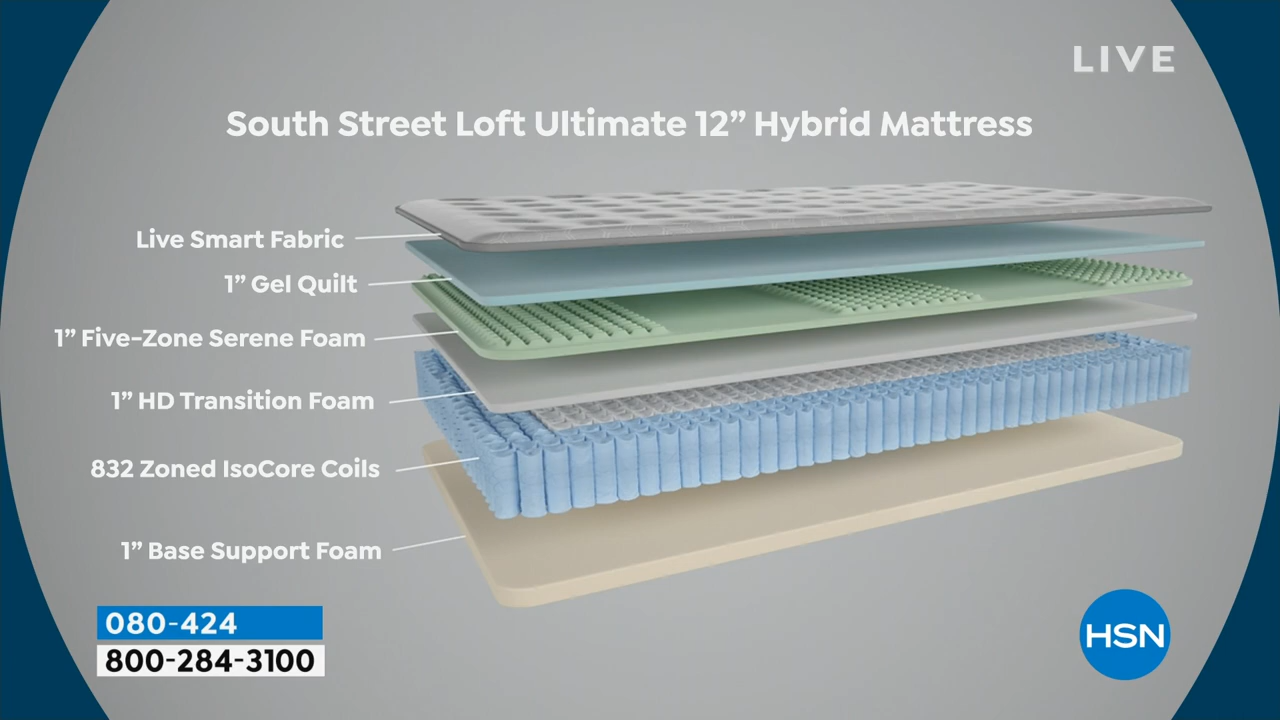 LIVE
South Street Loft Ultimate 12” Hybrid Mattress
Live Smart Fabric
1” Gel Quilt
1” Five-Zone Serene Foam
1” HD Transition Foam
832 Zoned IsoCore Coils
1” Base Support Foam
080-424
800-284-3100
HSN